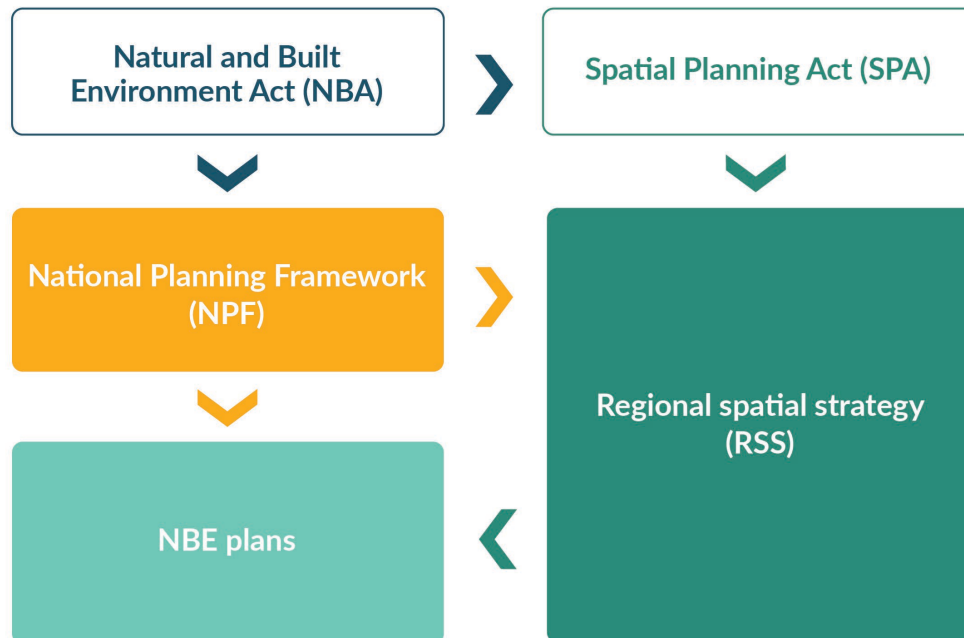 Natural and Built
Environment Act (NBA)
Spatial Planning Act (SPA)
National Planning Framework
(NPF)
Regional spatial strategy
(RSS)
NBE plans